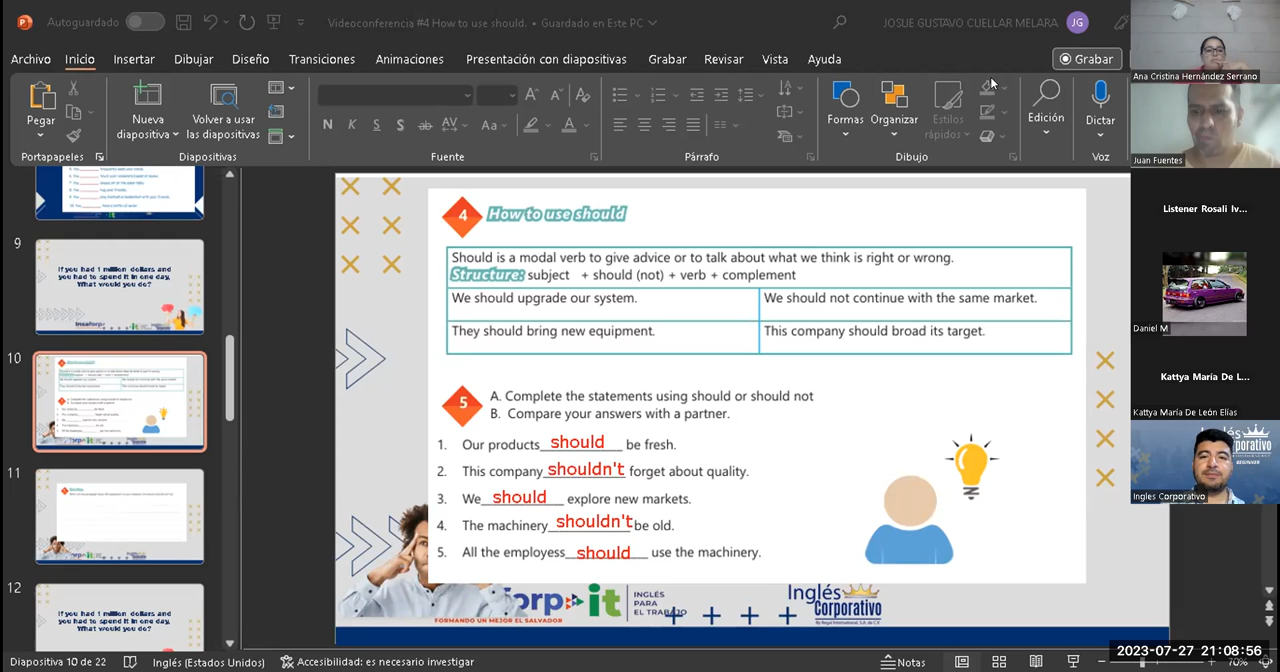 Autoguardado
Videoconferencia #4 How to use should. • Guardado en Este PC
JOSUE GUSTAVO CUELLAR MELARA
JG
Archivo Inicio Insertar Dibujar Diseño Transiciones Animaciones Presentación con diapositivas Grabar Revisar Vista Ayuda
Grabar
Pegar
Nueva diapositiva
Volver a usar las diapositivas
Formas
Organizar
Estilos rápidos
Edición
Dictar
Portapapeles
Diapositivas
Fuente
Párrafo
Dibujo
Voz
9
If you had 1 million dollars and
you had to spend it in one day,
What would you do?
10
11
12
If you had 1 million dollars and
you had to spend it in one day,
What would you do?
4 How to use should
Should is a modal verb to give advice or to talk about what we think is right or wrong.
Structure: subject + should (not) + verb + complement
We should upgrade our system.
We should not continue with the same market.
They should bring new equipment.
This company should broad its target.
5
A. Complete the statements using should or should not
B. Compare your answers with a partner.
1. Our products should be fresh.
2. This company shouldn't forget about quality.
3. We should explore new markets.
4. The machinery shouldn't be old.
5. All the employess should use the machinery.
orp it
INGLÉS
PARA
EL TRABAJO
FORMANDO UN MEJOR EL SALVADOR
Inglés
Corporativo
By Regal International, S.A. de C.V
Ana Cristina Hernández Serrano
Juan Fuentes
Listener Rosali Iv...
Daniel M
Kattya María De L...
Kattya María De León Elías
Inglés
orporativo
BEGINNER
Ingles Corporativo
Diapositiva 10 de 22
Inglés (Estados Unidos)
Accesibilidad: es necesario investigar
Notas
70%
2023-07-27 21:08:56